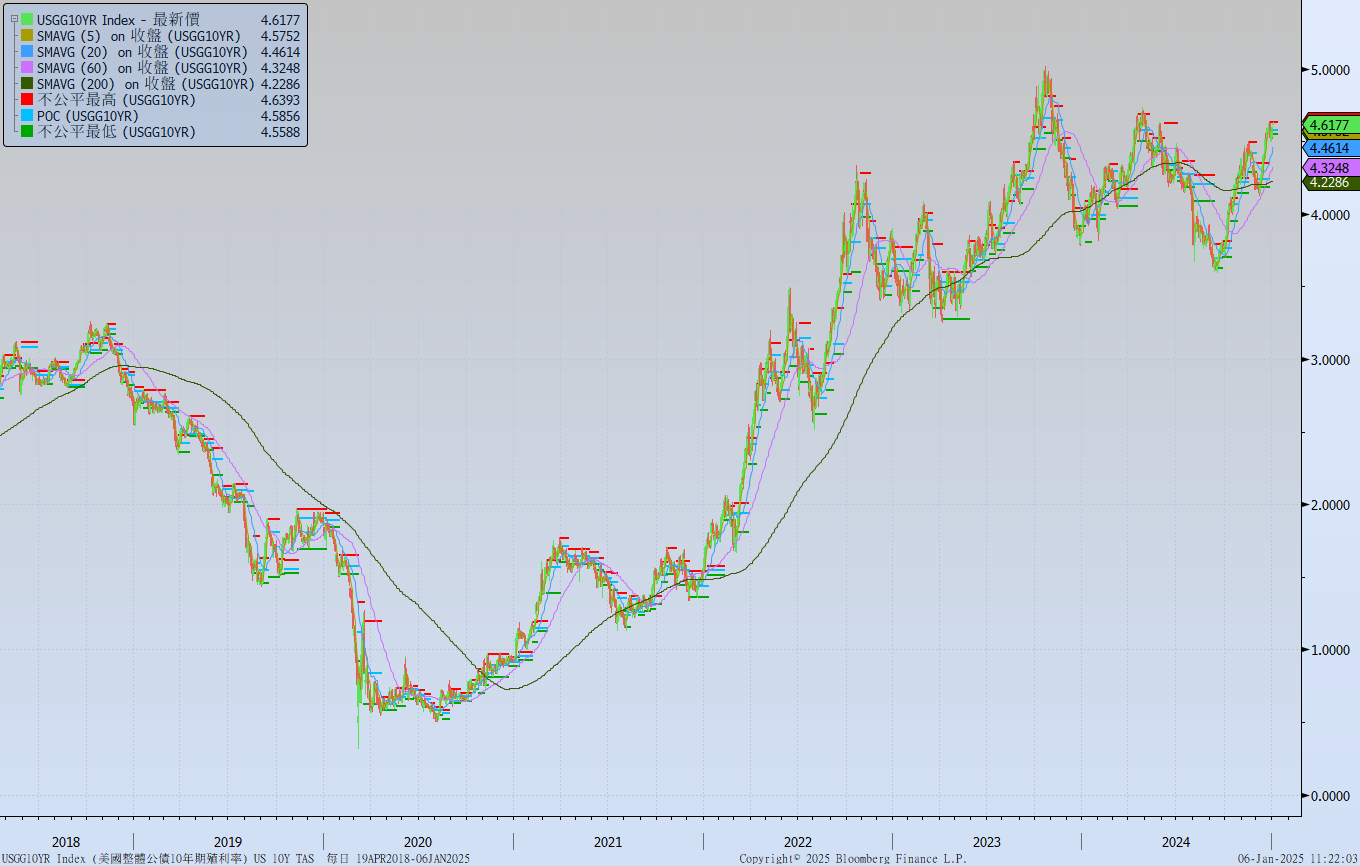 USGG10YR Index - 最新價 4.6177
SMAVG (5) on 收盤 (USGG10YR) 4.5752
SMAVG (20) on 收盤 (USGG10YR) 4.4614
SMAVG (60) on 收盤 (USGG10YR) 4.3248
SMAVG (200) on 收盤 (USGG10YR) 4.2286
不公平最高 (USGG10YR) 4.6393
POC (USGG10YR) 4.5856
不公平最低 (USGG10YR) 4.5588
5.0000
4.6177
4.4614
4.3248
4.2286
4.0000
3.0000
2.0000
1.0000
0.0000
2018 2019 2020 2021 2022 2023 2024
USGG10YR Index (美國整體公債10年期殖利率) US 10Y TAS 每日 19APR2018-06JAN2025 Copyright© 2025 Bloomberg Finance L.P. 06-Jan-2025 11:22:03